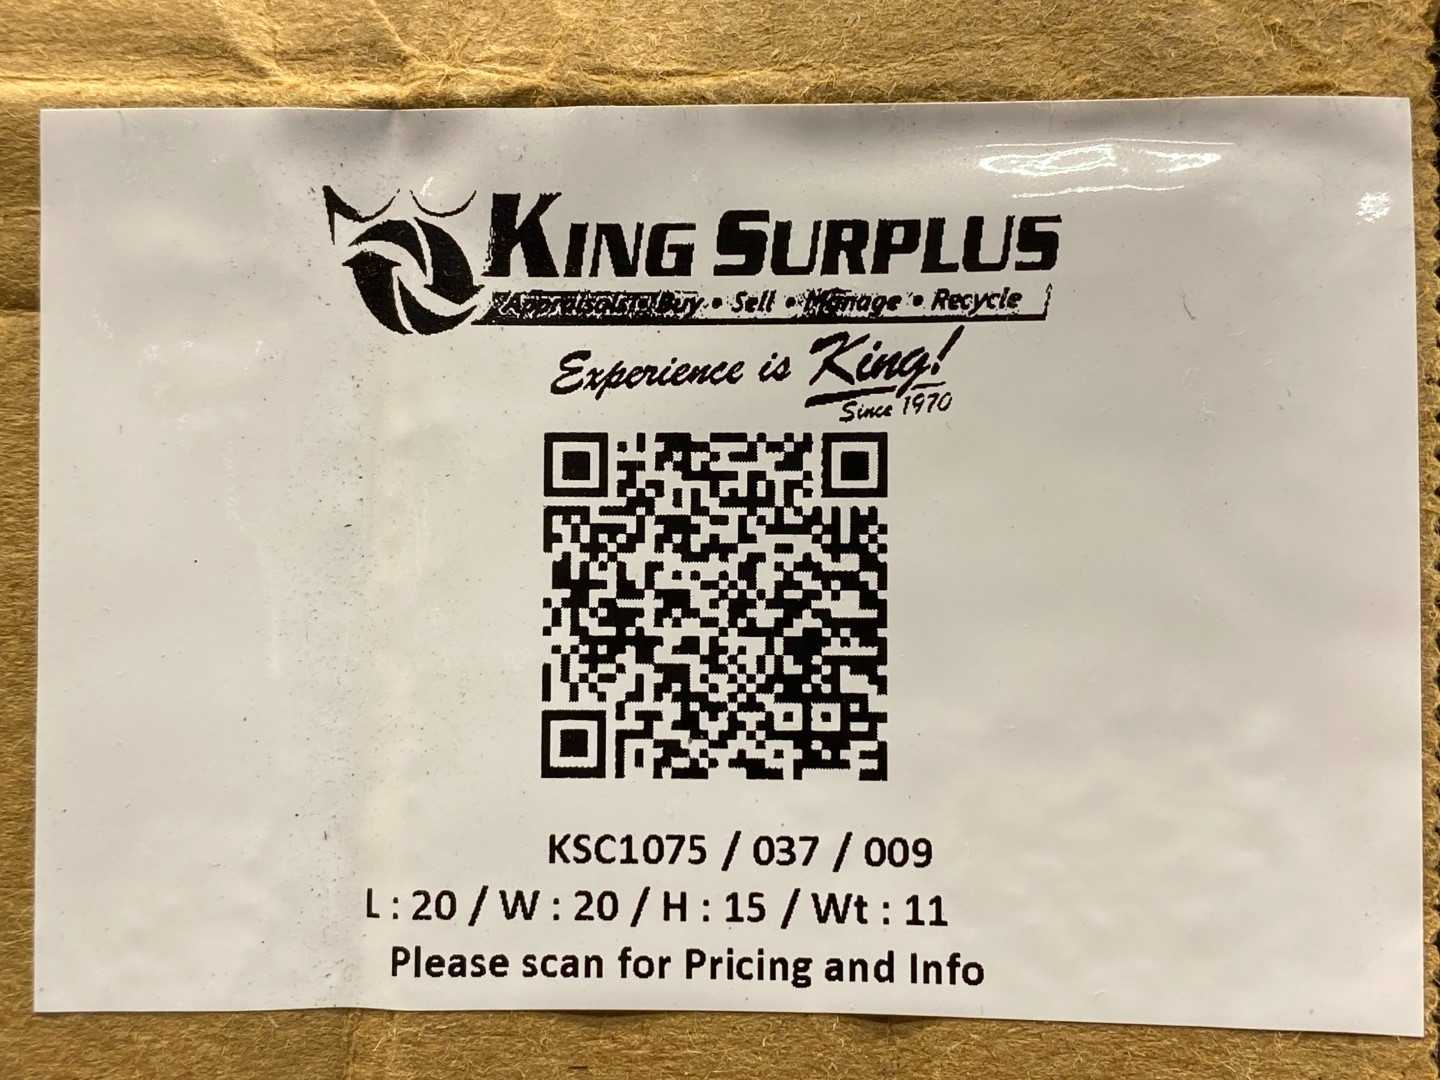 KING SURPLUS
Appraisals • Buy • Sell • Manage • Recycle
Experience is King!
Since 1970
KSC1075 / 037 / 009
L : 20 / W : 20 / H : 15 / Wt : 11
Please scan for Pricing and Info